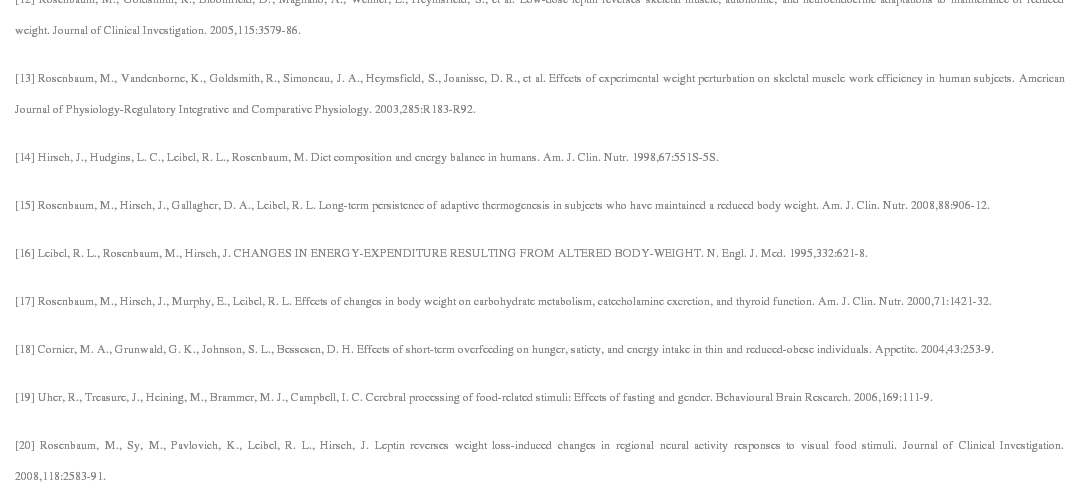 [12] Rosenbaum, M., Goldsmith, R., Bloomfield, D., Magnano, A., Weimer, L., Heymsfield, S., et al. Low-dose leptin reverses skeletal muscle, autonomic, and neuroendocrine adaptations to maintenance of reduced
weight. Journal of Clinical Investigation. 2005,115:3579-86.
[13] Rosenbaum, M., Vandenborne, K., Goldsmith, R., Simoneau, J. A., Heymsfield, S., Joanisse, D. R., et al. Effects of experimental weight perturbation on skeletal muscle work efficiency in human subjects. American
Journal of Physiology-Regulatory Integrative and Comparative Physiology. 2003,285:R183-R92.
[14] Hirsch, J., Hudgins, L. C., Leibel, R. L., Rosenbaum, M. Diet composition and energy balance in humans. Am. J. Clin. Nutr. 1998,67:551S-5S.
[15] Rosenbaum, M., Hirsch, J., Gallagher, D. A., Leibel, R. L. Long-term persistence of adaptive thermogenesis in subjects who have maintained a reduced body weight. Am. J. Clin. Nutr. 2008,88:906-12.
[16] Leibel, R. L., Rosenbaum, M., Hirsch, J. CHANGES IN ENERGY-EXPENDITURE RESULTING FROM ALTERED BODY-WEIGHT. N. Engl. J. Med. 1995,332:621-8.
[17] Rosenbaum, M., Hirsch, J., Murphy, E., Leibel, R. L. Effects of changes in body weight on carbohydrate metabolism, catecholamine excretion, and thyroid function. Am. J. Clin. Nutr. 2000,71:1421-32.
[18] Cornier, M. A., Grunwald, G. K., Johnson, S. L., Bessesen, D. H. Effects of short-term overfeeding on hunger, satiety, and energy intake in thin and reduced-obese individuals. Appetite. 2004,43:253-9.
[19] Uher, R., Treasure, J., Heining, M., Brammer, M. J., Campbell, I. C. Cerebral processing of food-related stimuli: Effects of fasting and gender. Behavioural Brain Research. 2006,169:111-9.
[20] Rosenbaum, M., Sy, M., Pavlovich, K., Leibel, R. L., Hirsch, J. Leptin reverses weight loss-induced changes in regional neural activity responses to visual food stimuli. Journal of Clinical Investigation.
2008,118:2583-91.